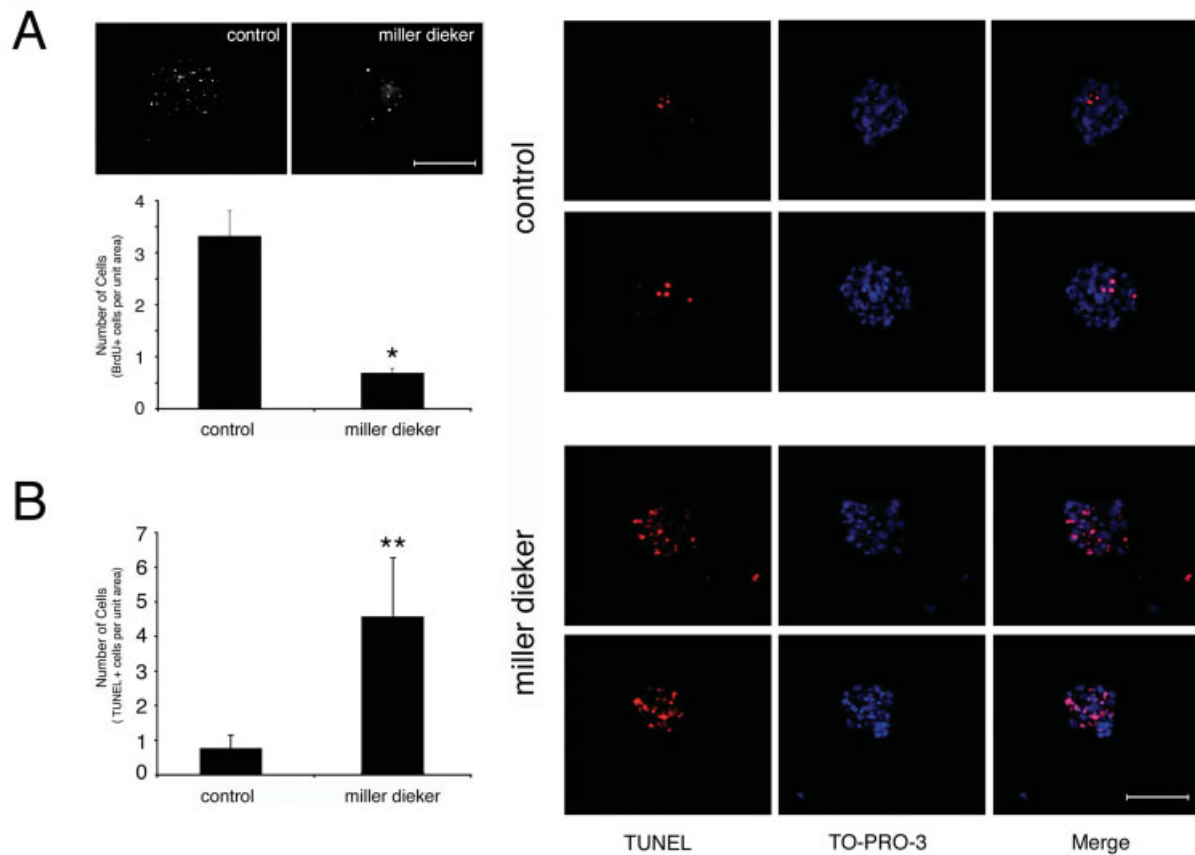 A
control
miller dieker
Number of Cells
(BrdU+ cells per unit area)
4
3
2
1
0
*
control
miller dieker
B
Number of Cells
( TUNEL + cells per unit area)
7
6
5
4
3
2
1
0
**
control
miller dieker
control
miller dieker
TUNEL
TO-PRO-3
Merge